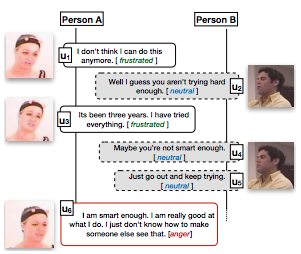 Person A Person B
u1 I don't think I can do this
anymore. [ frustrated ]
Well I guess you aren't trying hard
enough. [ neutral ] u2
u3 Its been three years. I have tried
everything. [ frustrated ]
Maybe you're not smart enough.
[ neutral ] u4
Just go out and keep trying.
[ neutral ] u5
u6
I am smart enough. I am really good at
what I do. I just don't know how to make
someone else see that. [anger]